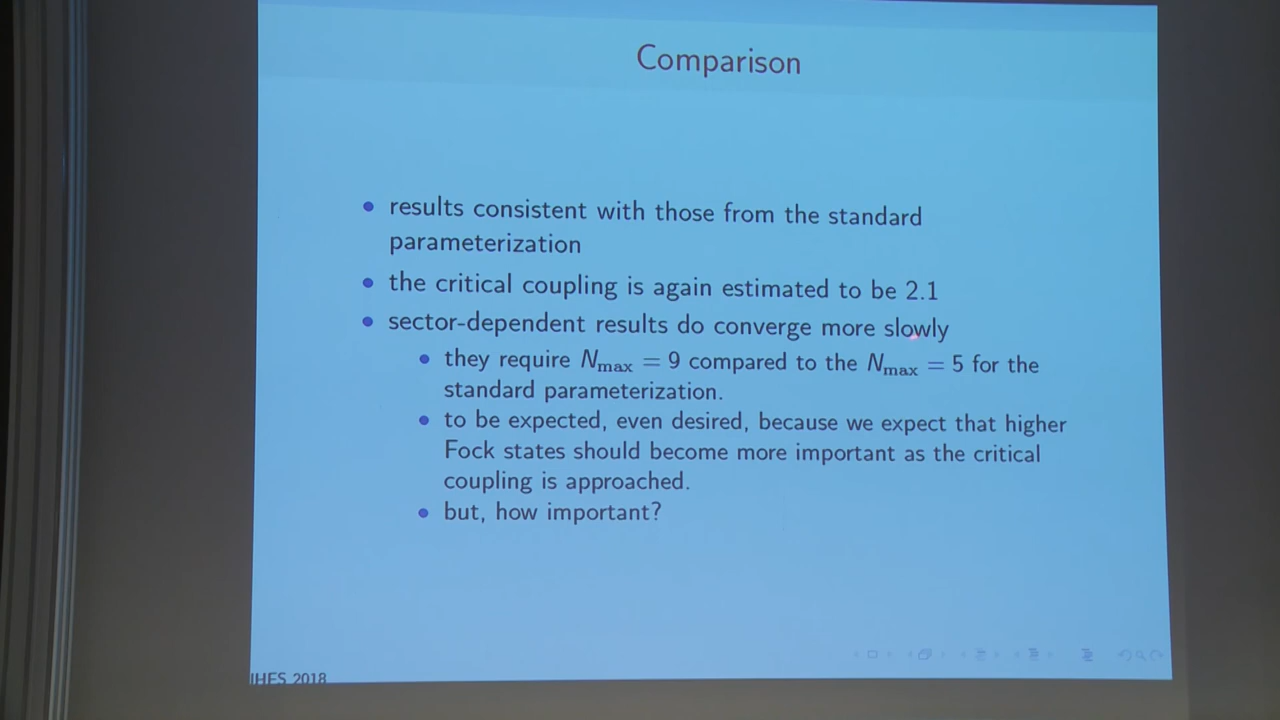 Comparison
results consistent with those from the standard
parameterization
the critical coupling is again estimated to be 2.1
sector-dependent results do converge more slowly
they require Nmax = 9 compared to the Nmax = 5 for the
standard parameterization.
to be expected, even desired, because we expect that higher
Fock states should become more important as the critical
coupling is approached.
but, how important?
IHES 2018